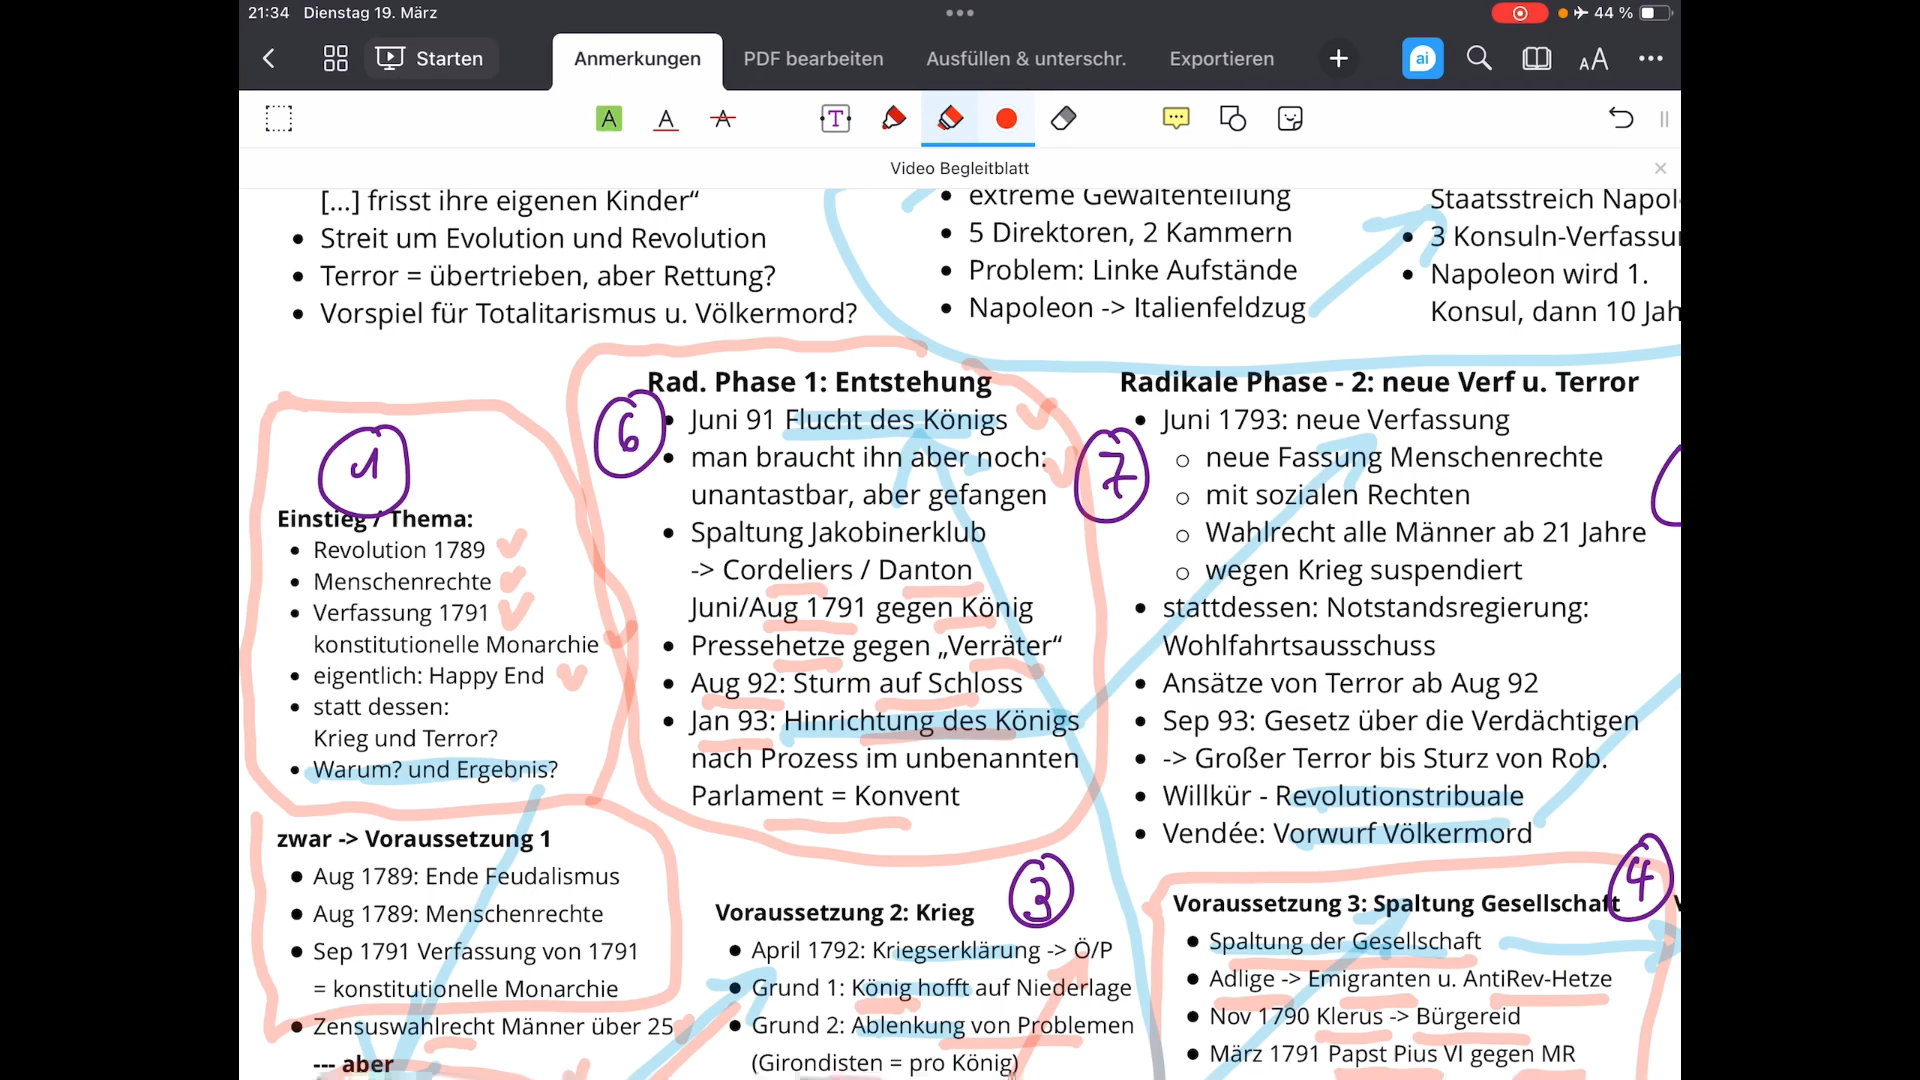 21:34 Dienstag 19. März
44 %
Starten
Anmerkungen
PDF bearbeiten
Ausfüllen & unterschr.
Exportieren
ai
AA
A A A T
Video Begleitblatt
[...] frisst ihre eigenen Kinder“
• Streit um Evolution und Revolution
• Terror = übertrieben, aber Rettung?
• Vorspiel für Totalitarismus u. Völkermord?
• extreme Gewaltenteilung
• 5 Direktoren, 2 Kammern
• Problem: Linke Aufstände
• Napoleon -> Italienfeldzug
Staatsstreich Napol
• 3 Konsuln-Verfassu
• Napoleon wird 1.
Konsul, dann 10 Jah
1
Einstieg / Thema:
• Revolution 1789
• Menschenrechte
• Verfassung 1791
konstitutionelle Monarchie
• eigentlich: Happy End
• statt dessen:
Krieg und Terror?
• Warum? und Ergebnis?
zwar -> Voraussetzung 1
• Aug 1789: Ende Feudalismus
• Aug 1789: Menschenrechte
• Sep 1791 Verfassung von 1791
= konstitutionelle Monarchie
• Zensuswahlrecht Männer über 25
--- aber
6
Rad. Phase 1: Entstehung
• Juni 91 Flucht des Königs
• man braucht ihn aber noch:
unantastbar, aber gefangen
• Spaltung Jakobinerklub
-> Cordeliers / Danton
Juni/Aug 1791 gegen König
• Pressehetze gegen „Verräter“
• Aug 92: Sturm auf Schloss
• Jan 93: Hinrichtung des Königs
nach Prozess im unbenannten
Parlament = Konvent
3
Voraussetzung 2: Krieg
• April 1792: Kriegserklärung -> Ö/P
• Grund 1: König hofft auf Niederlage
• Grund 2: Ablenkung von Problemen
(Girondisten = pro König)
7
Radikale Phase - 2: neue Verf u. Terror
• Juni 1793: neue Verfassung
○ neue Fassung Menschenrechte
○ mit sozialen Rechten
○ Wahlrecht alle Männer ab 21 Jahre
○ wegen Krieg suspendiert
• stattdessen: Notstandsregierung:
Wohlfahrtsausschuss
• Ansätze von Terror ab Aug 92
• Sep 93: Gesetz über die Verdächtigen
• -> Großer Terror bis Sturz von Rob.
• Willkür - Revolutionstribuale
• Vendée: Vorwurf Völkermord
4
Voraussetzung 3: Spaltung Gesellschaft
• Spaltung der Gesellschaft
• Adlige -> Emigranten u. AntiRev-Hetze
• Nov 1790 Klerus -> Bürgereid
• März 1791 Papst Pius VI gegen MR